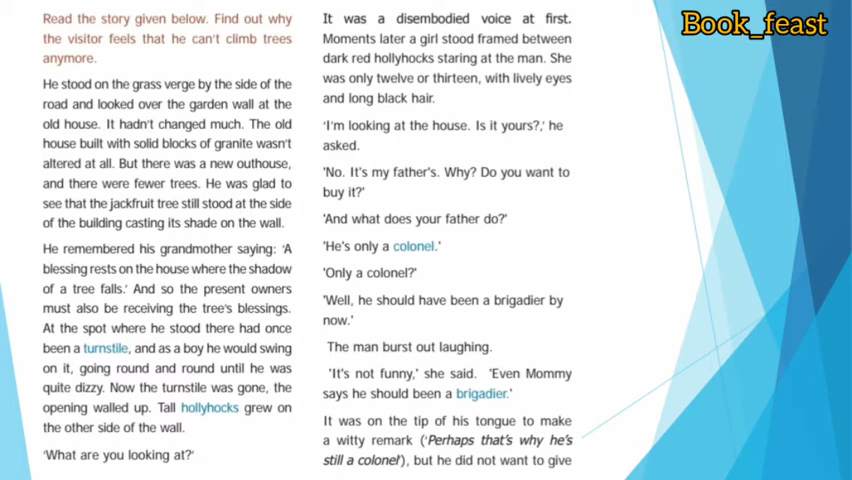 Read the story given below. Find out why
the visitor feels that he can't climb trees
anymore.
He stood on the grass verge by the side of the
road and looked over the garden wall at the
old house. It hadn't changed much. The old
house built with solid blocks of granite wasn't
altered at all. But there was a new outhouse,
and there were fewer trees. He was glad to
see that the jackfruit tree still stood at the side
of the building casting its shade on the wall.
He remembered his grandmother saying: 'A
blessing rests on the house where the shadow
of a tree falls.' And so the present owners
must also be receiving the tree's blessings.
At the spot where he stood there had once
been a turnstile, and as a boy he would swing
on it, going round and round until he was
quite dizzy. Now the turnstile was gone, the
opening walled up. Tall hollyhocks grew on
the other side of the wall.
'What are you looking at?'
It was a disembodied voice at first.
Moments later a girl stood framed between
dark red hollyhocks staring at the man. She
was only twelve or thirteen, with lively eyes
and long black hair.
'I'm looking at the house. Is it yours?,' he
asked.
'No. It's my father's. Why? Do you want to
buy it?'
'And what does your father do?'
'He's only a colonel.'
'Only a colonel?'
'Well, he should have been a brigadier by
now.'
The man burst out laughing.
'It's not funny,' she said. 'Even Mommy
says he should been a brigadier.'
It was on the tip of his tongue to make
a witty remark ('Perhaps that's why he's
still a colonel'), but he did not want to give
Book_feast